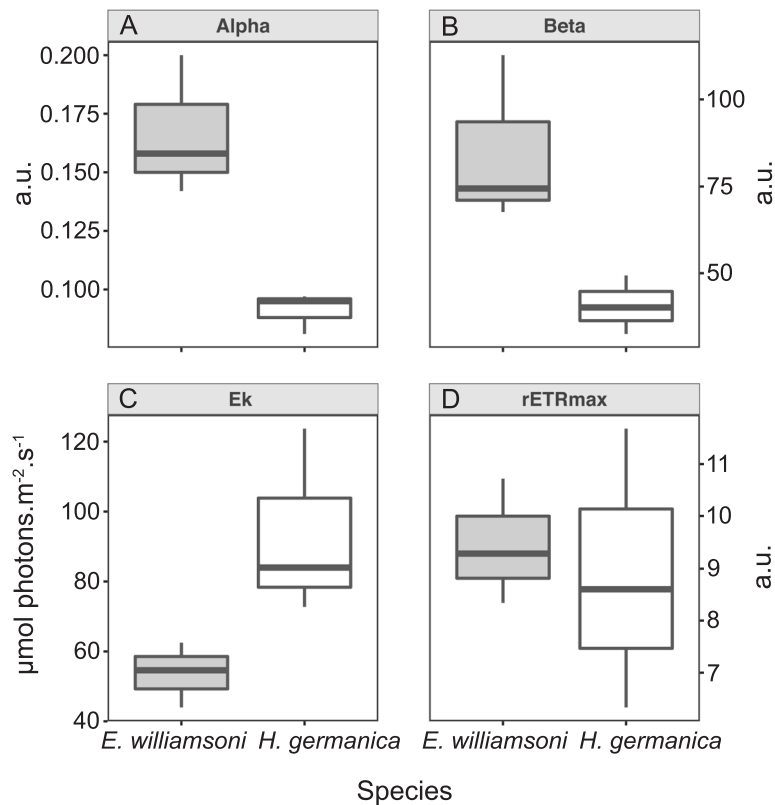 A Alpha
B Beta
0.200
0.175
0.150
0.125
0.100
a.u.
100
75
50
a.u.
C Ek
D rETRmax
120
100
80
60
40
µmol photons.m⁻².s⁻¹
11
10
9
8
7
a.u.
E. williamsoni H. germanica
E. williamsoni H. germanica
Species